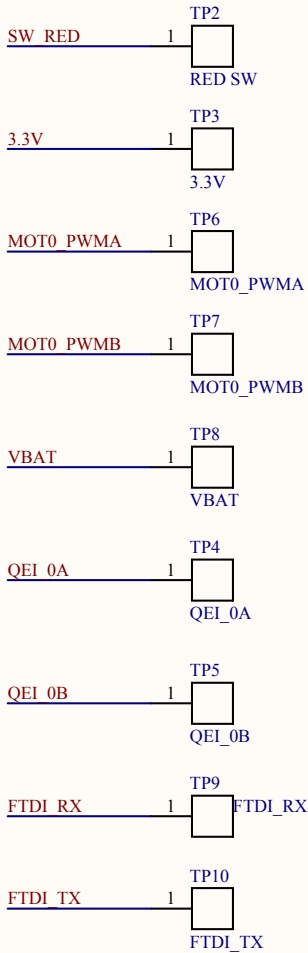 TP2
SW_RED 1
RED SW
TP3
3.3V 1
3.3V
TP6
MOT0_PWMA 1
MOT0_PWMA
TP7
MOT0_PWMB 1
MOT0_PWMB
TP8
VBAT 1
VBAT
TP4
QEI_0A 1
QEI_0A
TP5
QEI_0B 1
QEI_0B
TP9
FTDI_RX 1 FTDI_RX
TP10
FTDI_TX 1
FTDI_TX